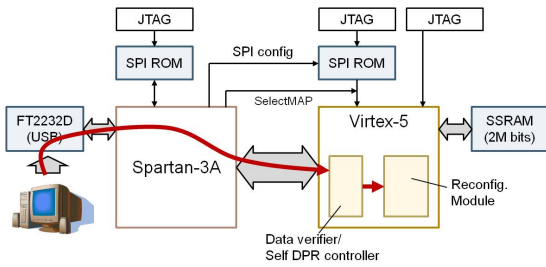 JTAG
JTAG
JTAG
SPI ROM
SPI config
SPI ROM
SelectMAP
FT2232D
(USB)
Spartan-3A
Virtex-5
SSRAM
(2M bits)
Reconfig.
Module
Data verifier/
Self DPR controller